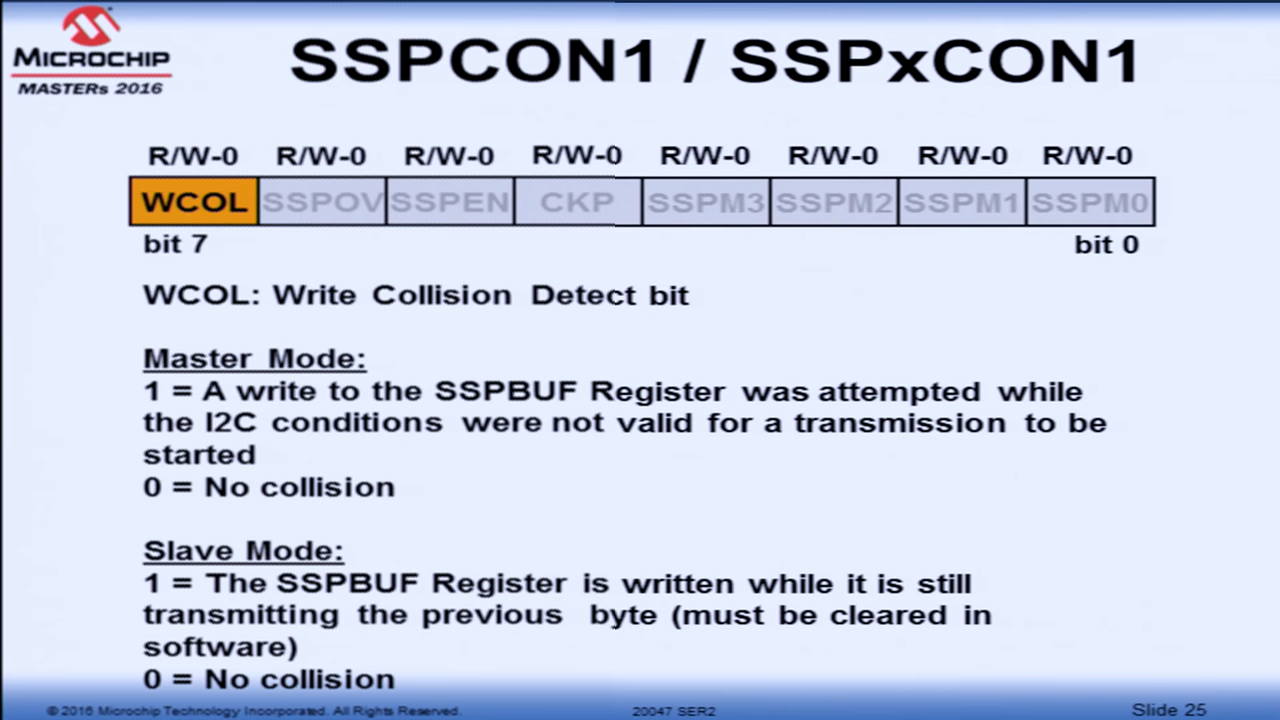 MICROCHIP
MASTERs 2016
SSPCON1 / SSPxCON1
R/W-0 R/W-0 R/W-0 R/W-0 R/W-0 R/W-0 R/W-0 R/W-0
WCOL SSPOV SSPEN CKP SSPM3 SSPM2 SSPM1 SSPM0
bit 7 bit 0
WCOL: Write Collision Detect bit
Master Mode:
1 = A write to the SSPBUF Register was attempted while
the I2C conditions were not valid for a transmission to be
started
0 = No collision
Slave Mode:
1 = The SSPBUF Register is written while it is still
transmitting the previous byte (must be cleared in
software)
0 = No collision
© 2016 Microchip Technology Incorporated. All Rights Reserved. 20047 SER2 Slide 25